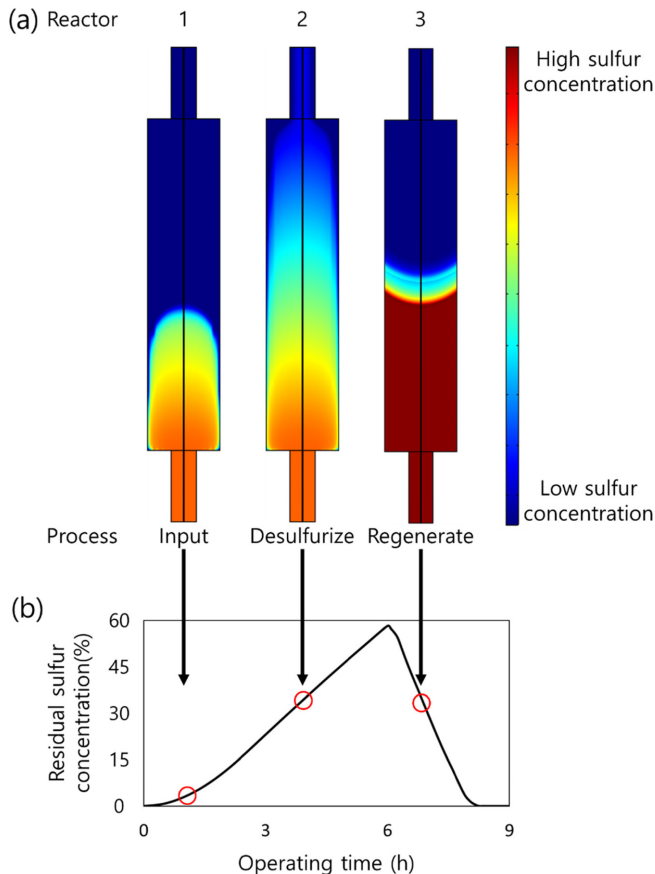 (a) Reactor 1 2 3
High sulfur
concentration
Low sulfur
concentration
Process Input Desulfurize Regenerate
(b)
Residual sulfur
concentration(%)
60
45
30
15
0
0 3 6 9
Operating time (h)